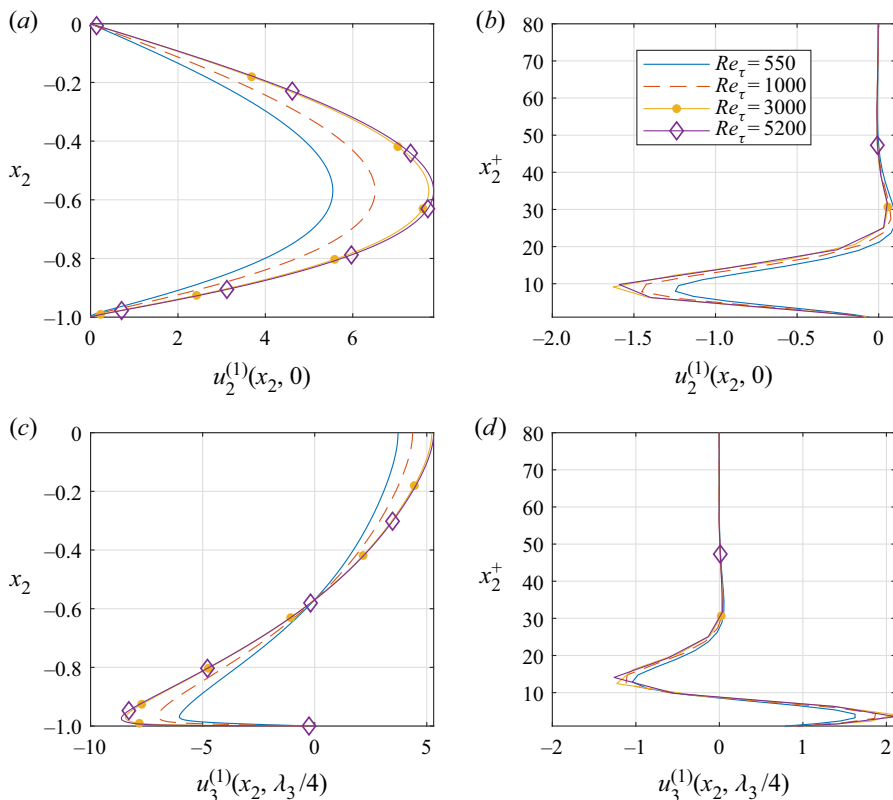 (a)
0
–0.2
–0.4
x₂
–0.6
–0.8
–1.0
0 2 4 6
u₂⁽¹⁾(x₂, 0)
(b)
80
70
60
50
x₂⁺
40
30
20
10
–2.0 –1.5 –1.0 –0.5 0
u₂⁽¹⁾(x₂, 0)
Re_τ = 550
Re_τ = 1000
Re_τ = 3000
Re_τ = 5200
(c)
0
–0.2
–0.4
x₂
–0.6
–0.8
–1.0
–10 –5 0 5
u₃⁽¹⁾(x₂, λ₃/4)
(d)
80
70
60
50
x₂⁺
40
30
20
10
–2 –1 0 1 2
u₃⁽¹⁾(x₂, λ₃/4)